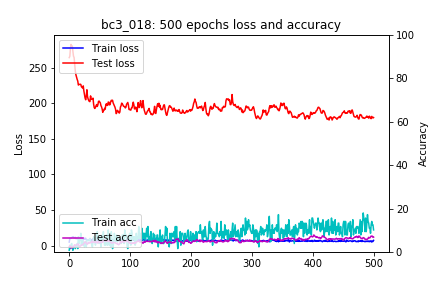 bc3_018: 500 epochs loss and accuracy
Train loss
Test loss
Train acc
Test acc
Loss
250
200
150
100
50
0
Accuracy
100
80
60
40
20
0
0 100 200 300 400 500